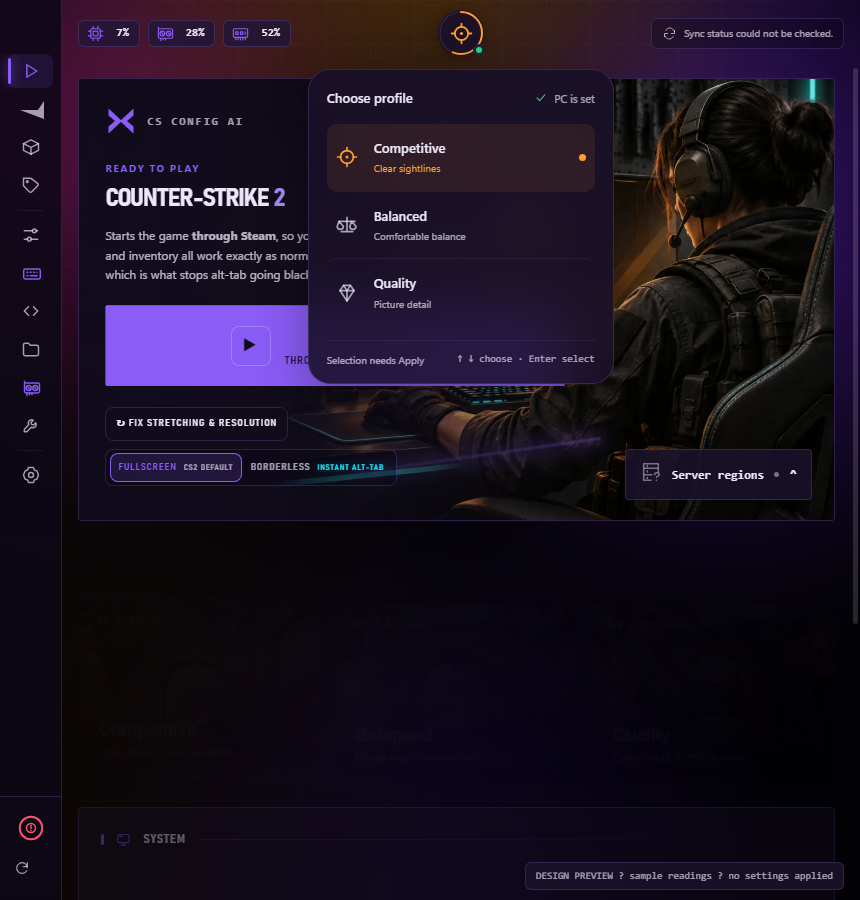 7%
28%
52%
Sync status could not be checked.
Choose profile
PC is set
CS CONFIG AI
Competitive
Clear sightlines
READY TO PLAY
COUNTER-STRIKE 2
Balanced
Comfortable balance
Starts the game through Steam, so
and inventory all work exactly as
which is what stops alt-tab going
Quality
Picture detail
Selection needs Apply
↑ ↓ choose · Enter select
↻ FIX STRETCHING & RESOLUTION
FULLSCREEN CS2 DEFAULT BORDERLESS INSTANT ALT-TAB
Server regions
Competitive
Balanced
Quality
SYSTEM
DESIGN PREVIEW ? sample readings ? no settings applied